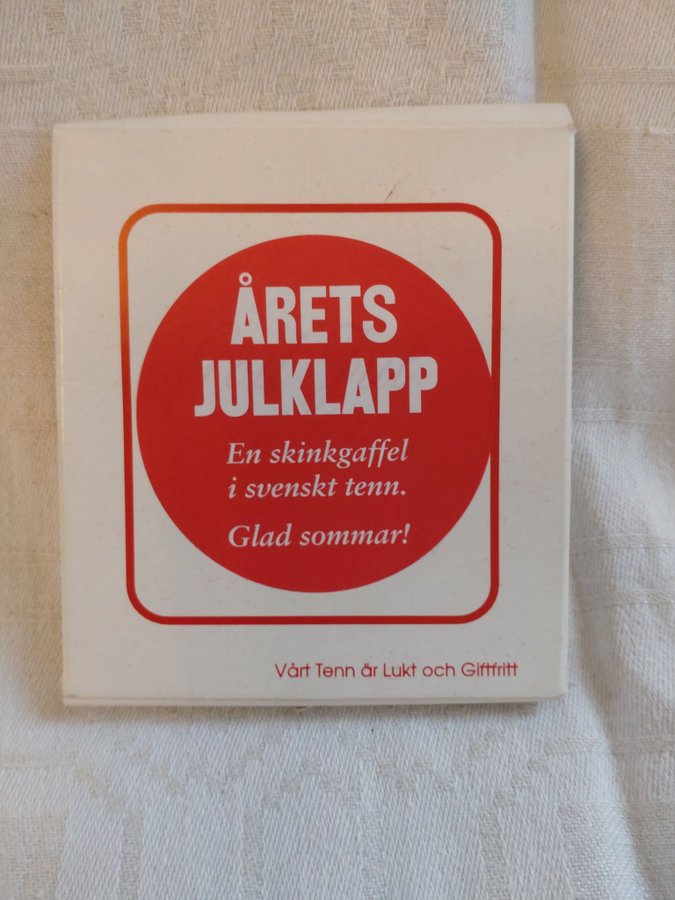 ÅRETS
JULKLAPP
En skinkgaffel
i svenskt tenn.
Glad sommar!
Vårt Tenn är Lukt och Giftfritt